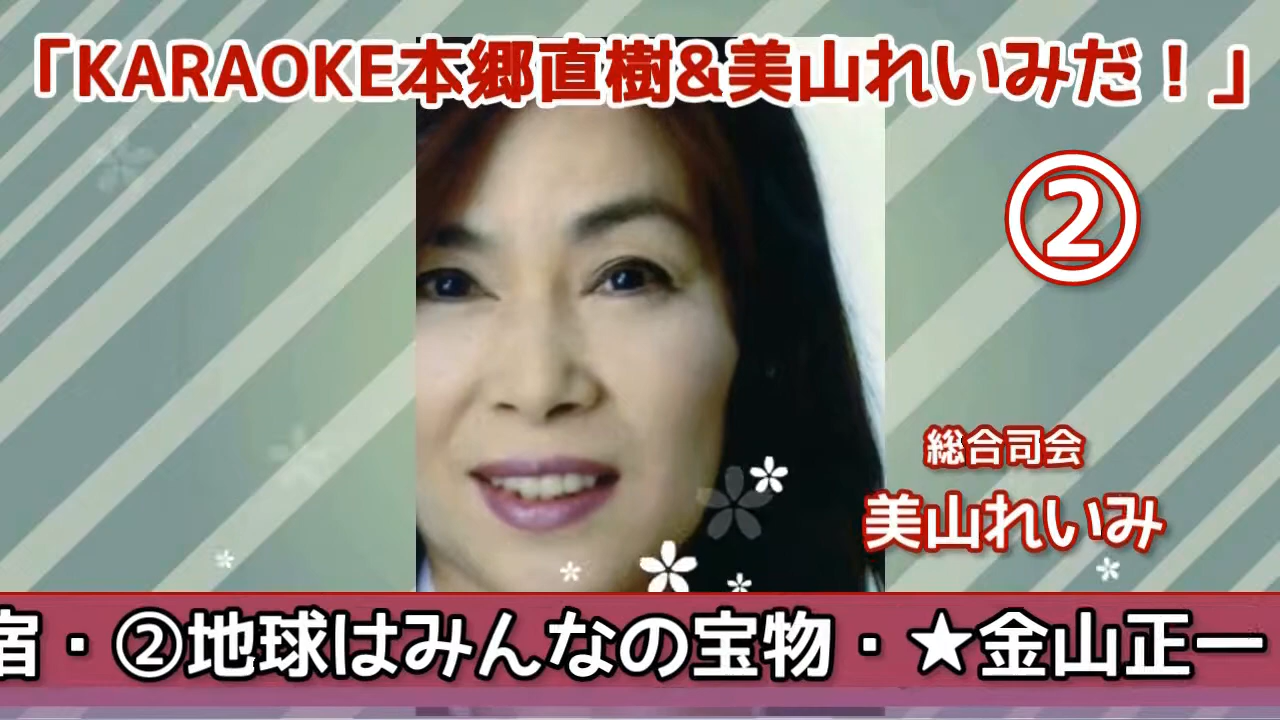 「KARAOKE本郷直樹&美山れいみだ！」
②
総合司会
美山れいみ
宿・②地球はみんなの宝物・★金山正一